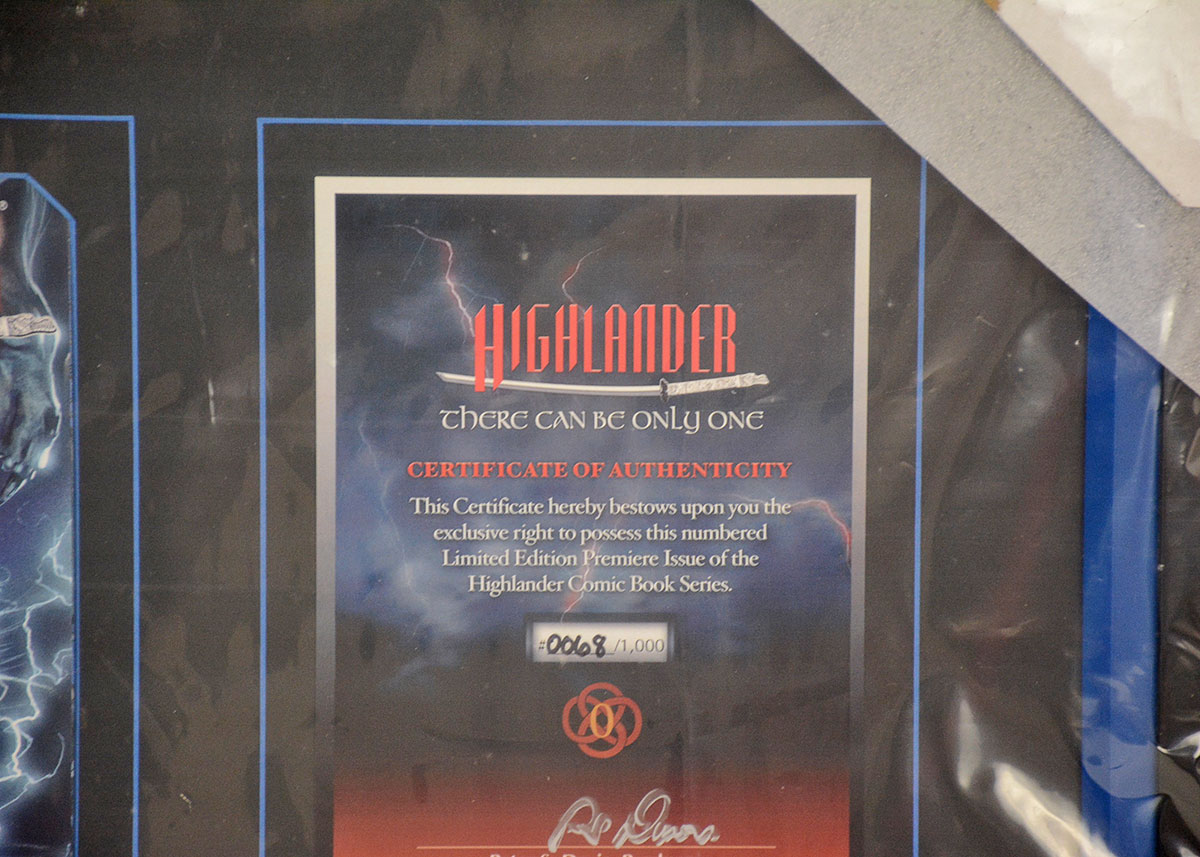 ®
HIGHLANDER
THERE CAN BE ONLY ONE
CERTIFICATE OF AUTHENTICITY
This Certificate hereby bestows upon you the
exclusive right to possess this numbered
Limited Edition Premiere Issue of the
Highlander Comic Book Series.
#0068/1,000
0